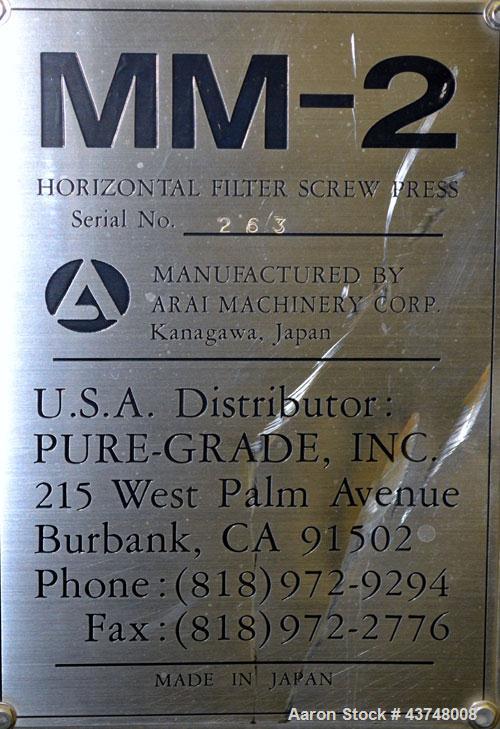 MM-2
HORIZONTAL FILTER SCREW PRESS
Serial No. 263
MANUFACTURED BY
ARAI MACHINERY CORP.
Kanagawa, Japan
U.S.A. Distributor:
PURE-GRADE, INC.
215 West Palm Avenue
Burbank, CA 91502
Phone:(818)972-9294
Fax:(818)972-2776
MADE IN JAPAN
Aaron Stock # 43748008